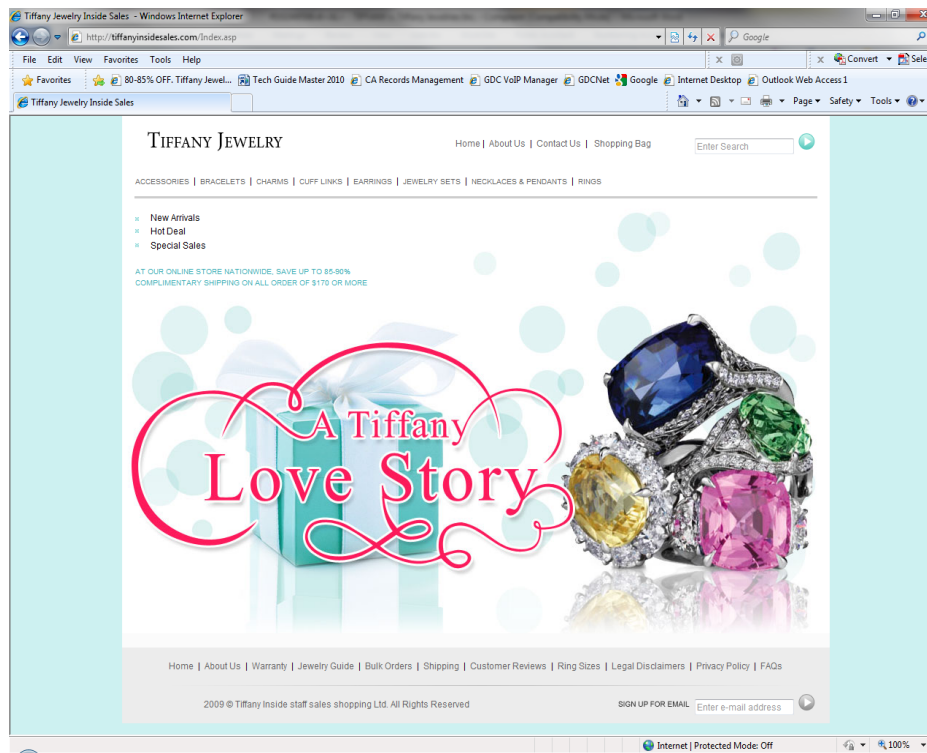 Tiffany Jewelry Inside Sales - Windows Internet Explorer
http://tiffanyinsidesales.com/Index.asp
Google
File Edit View Favorites Tools Help
Convert
Sele
Favorites
80-85% OFF. Tiffany Jewel...
Tech Guide Master 2010
CA Records Management
GDC VoIP Manager
GDCNet
Google
Internet Desktop
Outlook Web Access 1
Tiffany Jewelry Inside Sales
Page Safety Tools
TIFFANY JEWELRY
Home | About Us | Contact Us | Shopping Bag
Enter Search
ACCESSORIES | BRACELETS | CHARMS | CUFF LINKS | EARRINGS | JEWELRY SETS | NECKLACES & PENDANTS | RINGS
New Arrivals
Hot Deal
Special Sales
AT OUR ONLINE STORE NATIONWIDE, SAVE UP TO 85-90%
COMPLIMENTARY SHIPPING ON ALL ORDER OF $170 OR MORE
A Tiffany
Love Story
Home | About Us | Warranty | Jewelry Guide | Bulk Orders | Shipping | Customer Reviews | Ring Sizes | Legal Disclaimers | Privacy Policy | FAQs
2009 © Tiffany Inside staff sales shopping Ltd. All Rights Reserved
SIGN UP FOR EMAIL
Enter e-mail address
Internet | Protected Mode: Off
100%